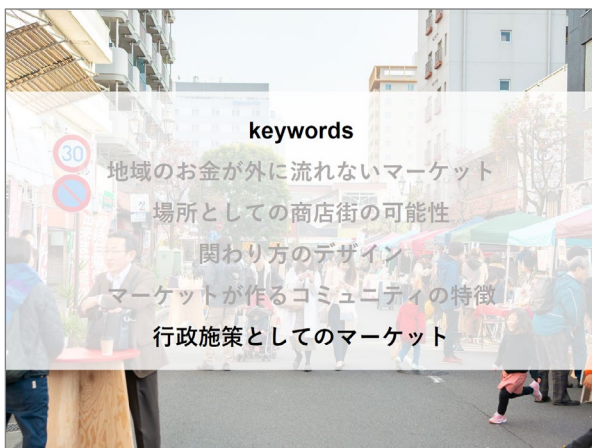 keywords
30
地域のお金が外に流れないマーケット
場所としての商店街の可能性
関わり方のデザイン
マーケットが作るコミュニティの特徴
行政施策としてのマーケット